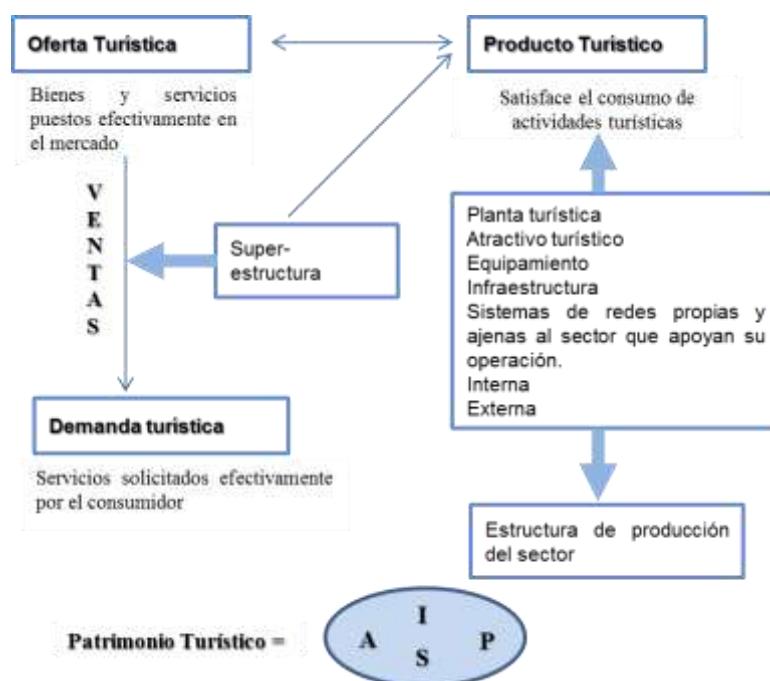 Oferta Turística
Producto Turistico
Bienes y servicios
puestos efectivamente en
el mercado
Satisface el consumo de
actividades turísticas
V
E
N
T
A
S
Super-
estructura
Planta turística
Atractivo turístico
Equipamiento
Infraestructura
Sistemas de redes propias y
ajenas al sector que apoyan su
operación.
Interna
Externa
Demanda turistica
Servicios solicitados efectivamente
por el consumidor
Estructura de producción
del sector
Patrimonio Turístico =
I
A P
S